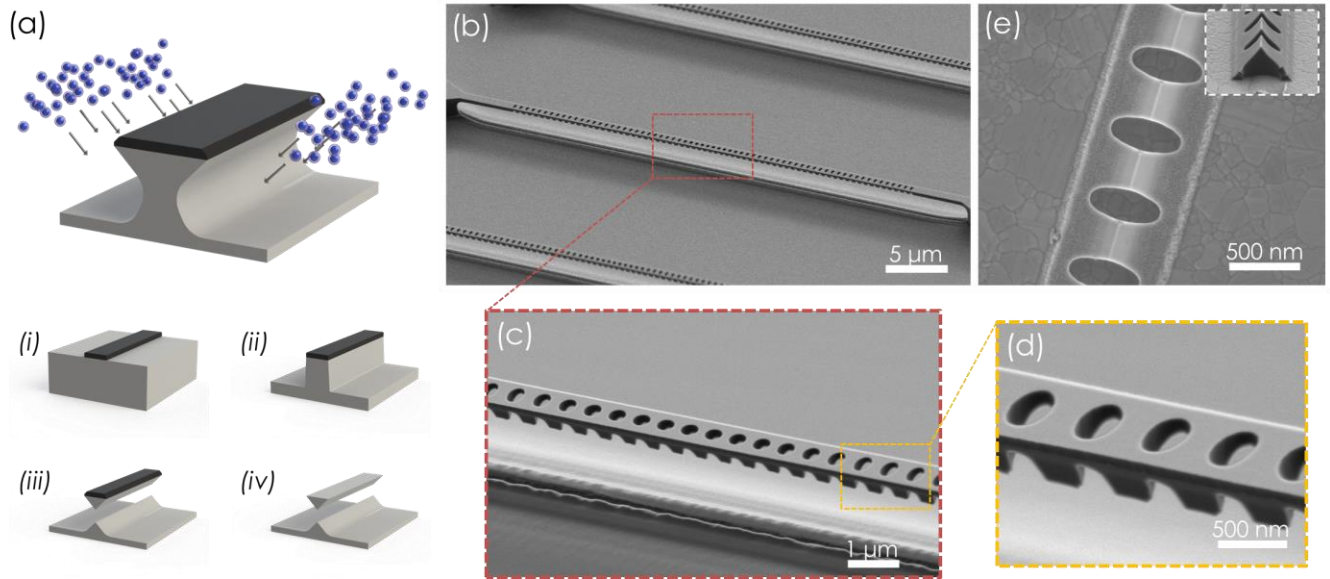 (a)
(b)
(e)
5 µm
500 nm
(i)
(ii)
(c)
(d)
(iii)
(iv)
1 µm
500 nm